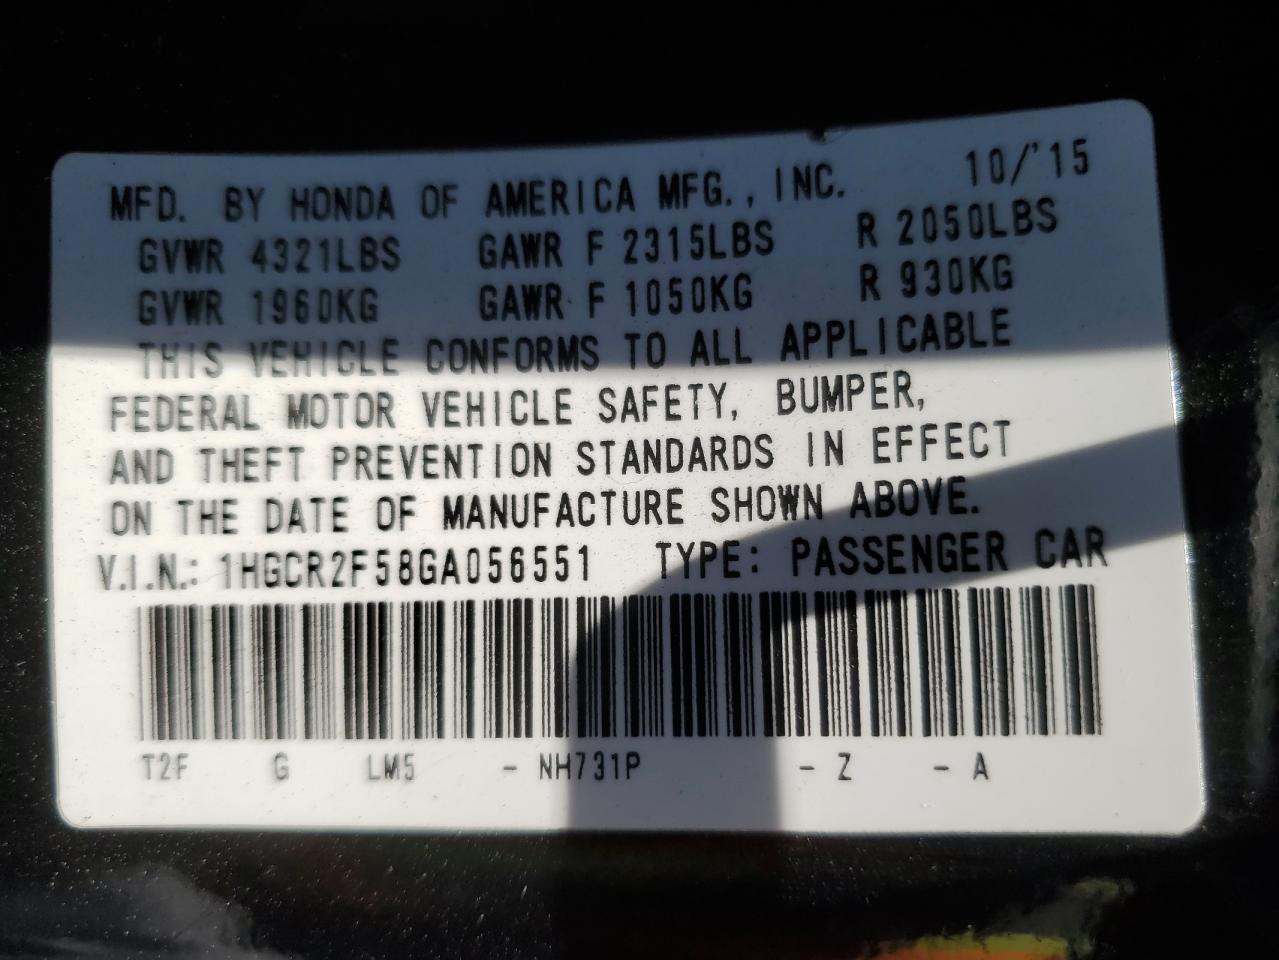 MFD. BY HONDA OF AMERICA MFG., INC. 10/'15
GVWR 4321LBS GAWR F 2315LBS R 2050LBS
GVWR 1960KG GAWR F 1050KG R 930KG
THIS VEHICLE CONFORMS TO ALL APPLICABLE
FEDERAL MOTOR VEHICLE SAFETY, BUMPER,
AND THEFT PREVENTION STANDARDS IN EFFECT
ON THE DATE OF MANUFACTURE SHOWN ABOVE.
V.I.N.: 1HGCR2F58GA056551 TYPE: PASSENGER CAR
T2F G LM5 - NH731P - Z - A